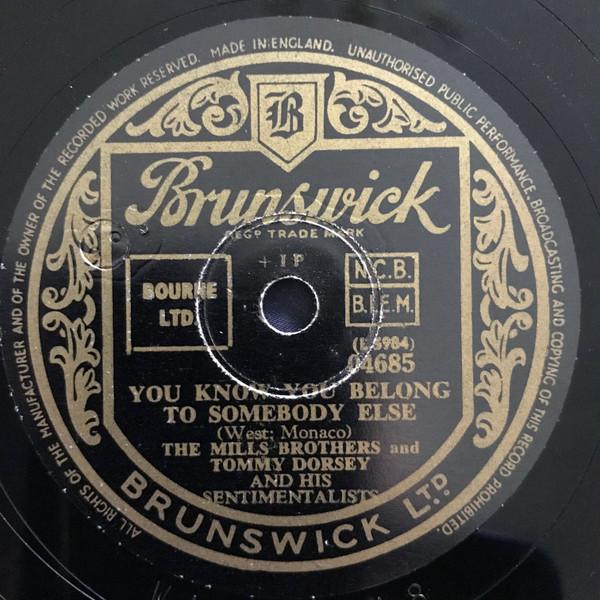 ALL RIGHTS OF THE MANUFACTURER AND OF THE OWNER OF THE RECORDED WORK RESERVED. MADE IN ENGLAND. UNAUTHORISED PUBLIC PERFORMANCE, BROADCASTING AND COPYING OF THIS RECORD PROHIBITED.
B
Brunswick
REGD TRADE MARK
+ 1P
BOURNE
LTD.
N.C.B.
B.I.E.M.
04685
YOU KNOW YOU BELONG
TO SOMEBODY ELSE
(West; Monaco)
THE MILLS BROTHERS and
TOMMY DORSEY
AND HIS
SENTIMENTALISTS
BRUNSWICK LTD.